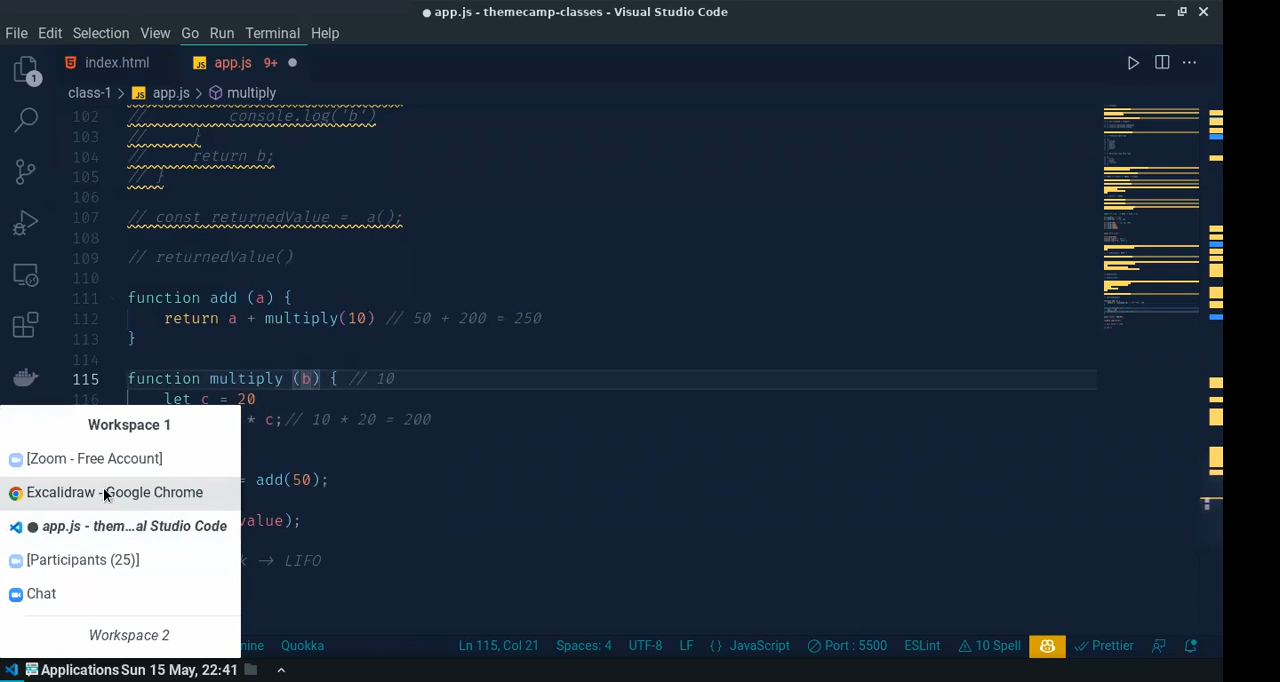 ● app.js - themecamp-classes - Visual Studio Code
File Edit Selection View Go Run Terminal Help
1
index.html
JS app.js 9+ ●
class-1 > JS app.js > multiply
102 // console.log('b')
103 // }
104 // return b;
105 // }
106
107 // const returnedValue = a();
108
109 // returnedValue()
110
111 function add (a) {
112 return a + multiply(10) // 50 + 200 = 250
113 }
114
115 function multiply (b) { // 10
116 let c = 20
* c;// 10 * 20 = 200
= add(50);
value);
k → LIFO
Workspace 1
[Zoom - Free Account]
Excalidraw - Google Chrome
● app.js - them...al Studio Code
[Participants (25)]
Chat
Workspace 2
mine Quokka Ln 115, Col 21 Spaces: 4 UTF-8 LF {} JavaScript Port : 5500 ESLint 10 Spell Prettier
Applications Sun 15 May, 22:41